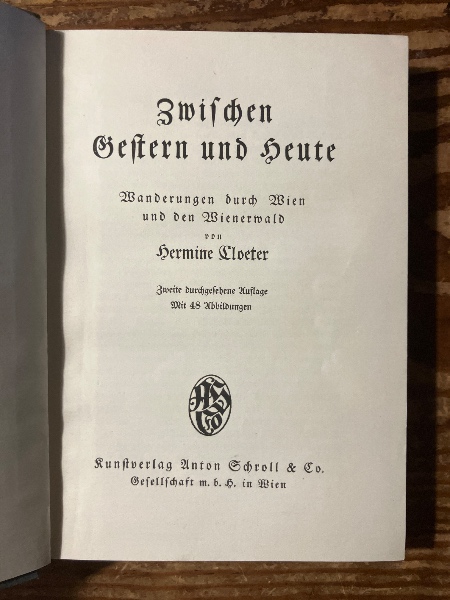 Zwischen
Gestern und Heute
Wanderungen durch Wien
und den Wienerwald
von
Hermine Cloeter
Zweite durchgesehene Auflage
Mit 48 Abbildungen
Kunstverlag Anton Schroll & Co.
Gesellschaft m. b. H. in Wien